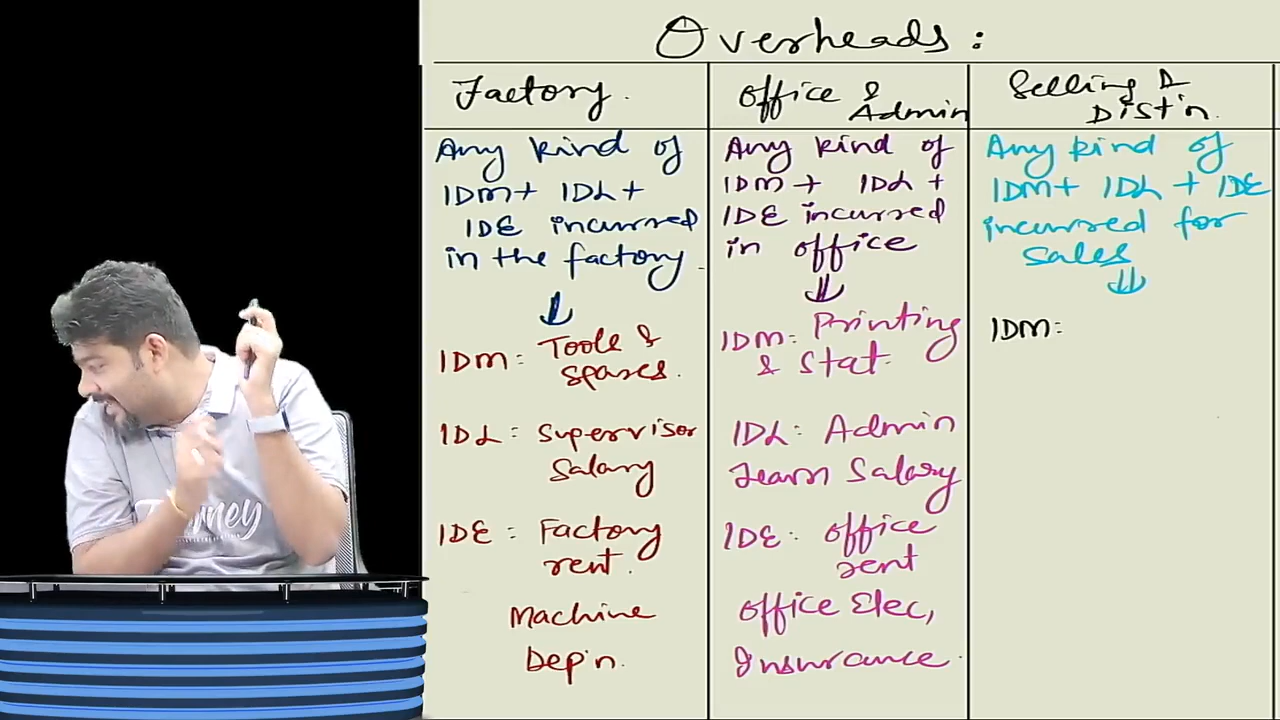 Overheads:
Factory.
Any kind of
IDM+ IDL+
IDE incurred
in the factory.
IDM: Tools &
spares.
IDL: Supervisor
Salary
IDE: Factory
rent.
Machine
Dep'n.
Office &
Admin
Any kind of
IDM+ IDL +
IDE incurred
in office
IDM: Printing
& Stat.
IDL: Admin
Team Salary
IDE: Office
rent
Office Elec,
Insurance.
Selling &
Dist'n.
Any kind of
IDM+ IDL + IDE
incurred for
Sales
IDM: